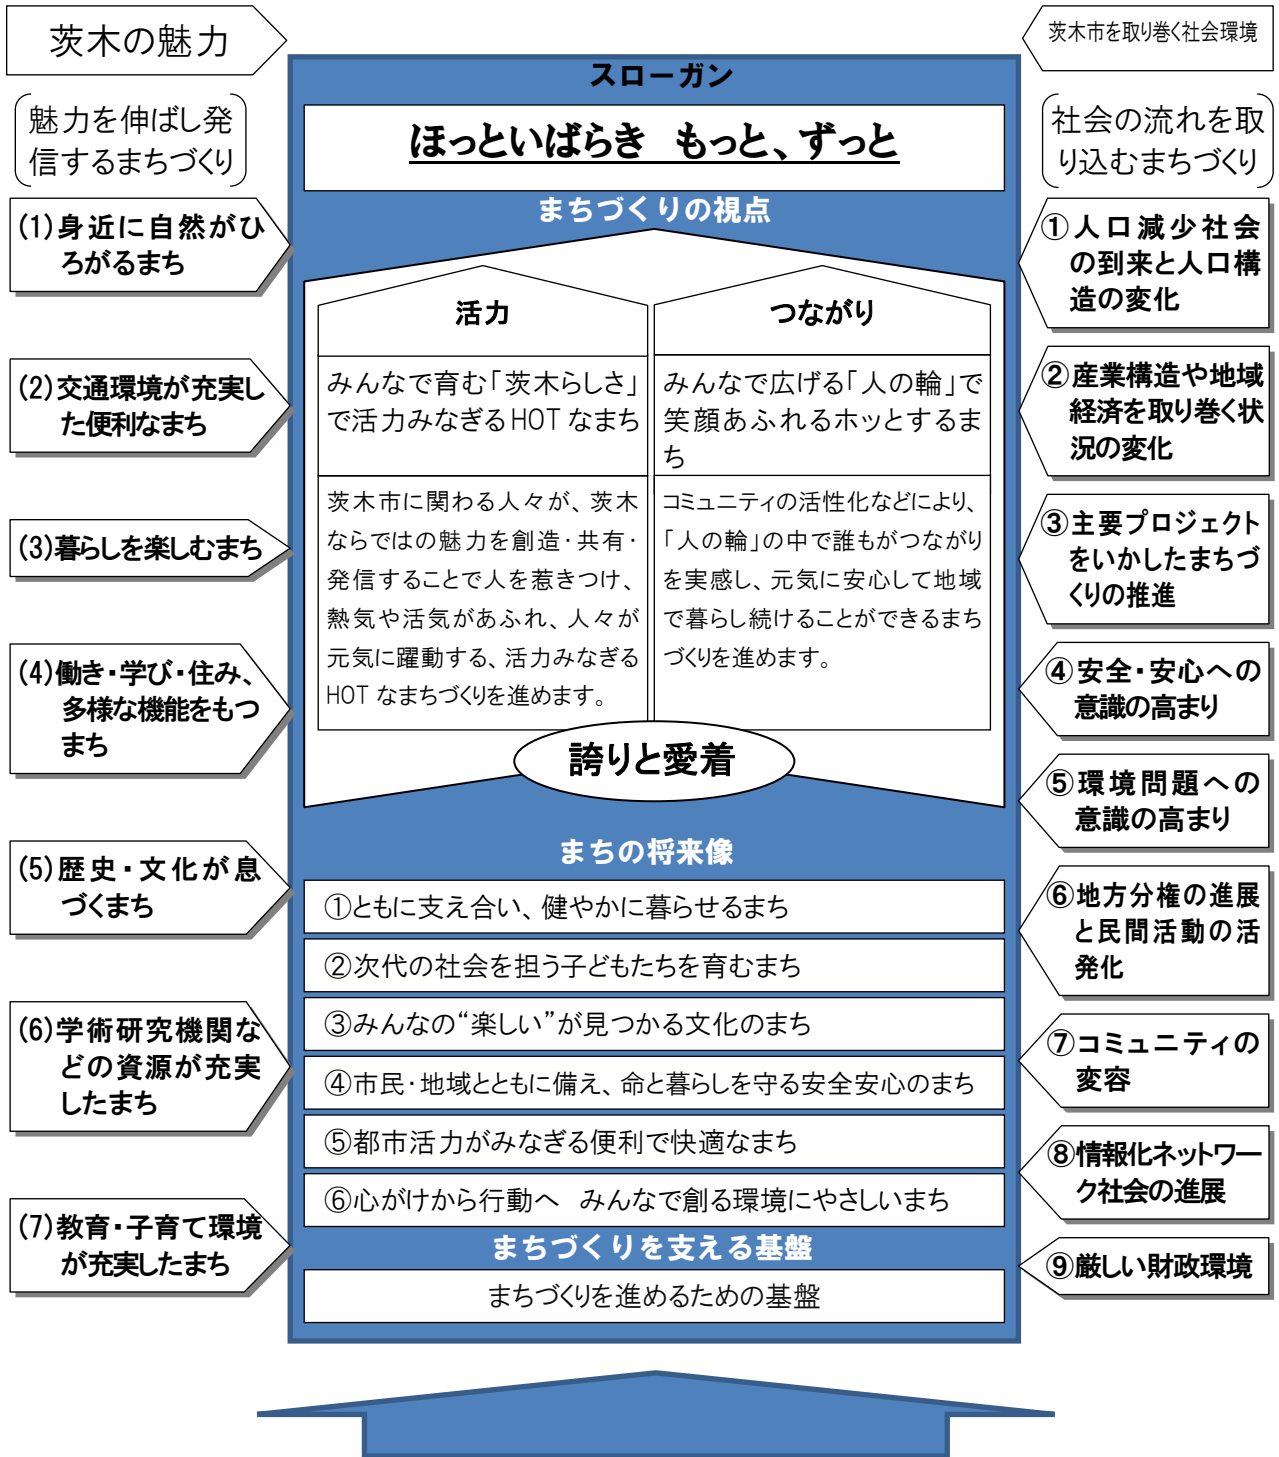 茨木の魅力
魅力を伸ばし発
信するまちづくり
(1)身近に自然がひ
ろがるまち
(2)交通環境が充実し
た便利なまち
(3)暮らしを楽しむまち
(4)働き・学び・住み、
多様な機能をもつ
まち
(5)歴史・文化が息
づくまち
(6)学術研究機関な
どの資源が充実
したまち
(7)教育・子育て環境
が充実したまち
スローガン
ほっといばらき もっと、ずっと
まちづくりの視点
活力
みんなで育む「茨木らしさ」
で活力みなぎるHOTなまち
茨木市に関わる人々が、茨木
ならではの魅力を創造・共有・
発信することで人を惹きつけ、
熱気や活気があふれ、人々が
元気に躍動する、活力みなぎる
HOTなまちづくりを進めます。
つながり
みんなで広げる「人の輪」で
笑顔あふれるホッとするま
ち
コミュニティの活性化などにより、
「人の輪」の中で誰もがつながり
を実感し、元気に安心して地域
で暮らし続けることができるまち
づくりを進めます。
誇りと愛着
まちの将来像
①ともに支え合い、健やかに暮らせるまち
②次代の社会を担う子どもたちを育むまち
③みんなの“楽しい”が見つかる文化のまち
④市民・地域とともに備え、命と暮らしを守る安全安心のまち
⑤都市活力がみなぎる便利で快適なまち
⑥心がけから行動へ みんなで創る環境にやさしいまち
まちづくりを支える基盤
まちづくりを進めるための基盤
茨木市を取り巻く社会環境
社会の流れを取
り込むまちづくり
①人口減少社会
の到来と人口構
造の変化
②産業構造や地域
経済を取り巻く状
況の変化
③主要プロジェクト
をいかしたまちづ
くりの推進
④安全・安心への
意識の高まり
⑤環境問題への
意識の高まり
⑥地方分権の進展
と民間活動の活
発化
⑦コミュニティの
変容
⑧情報化ネットワー
ク社会の進展
⑨厳しい財政環境